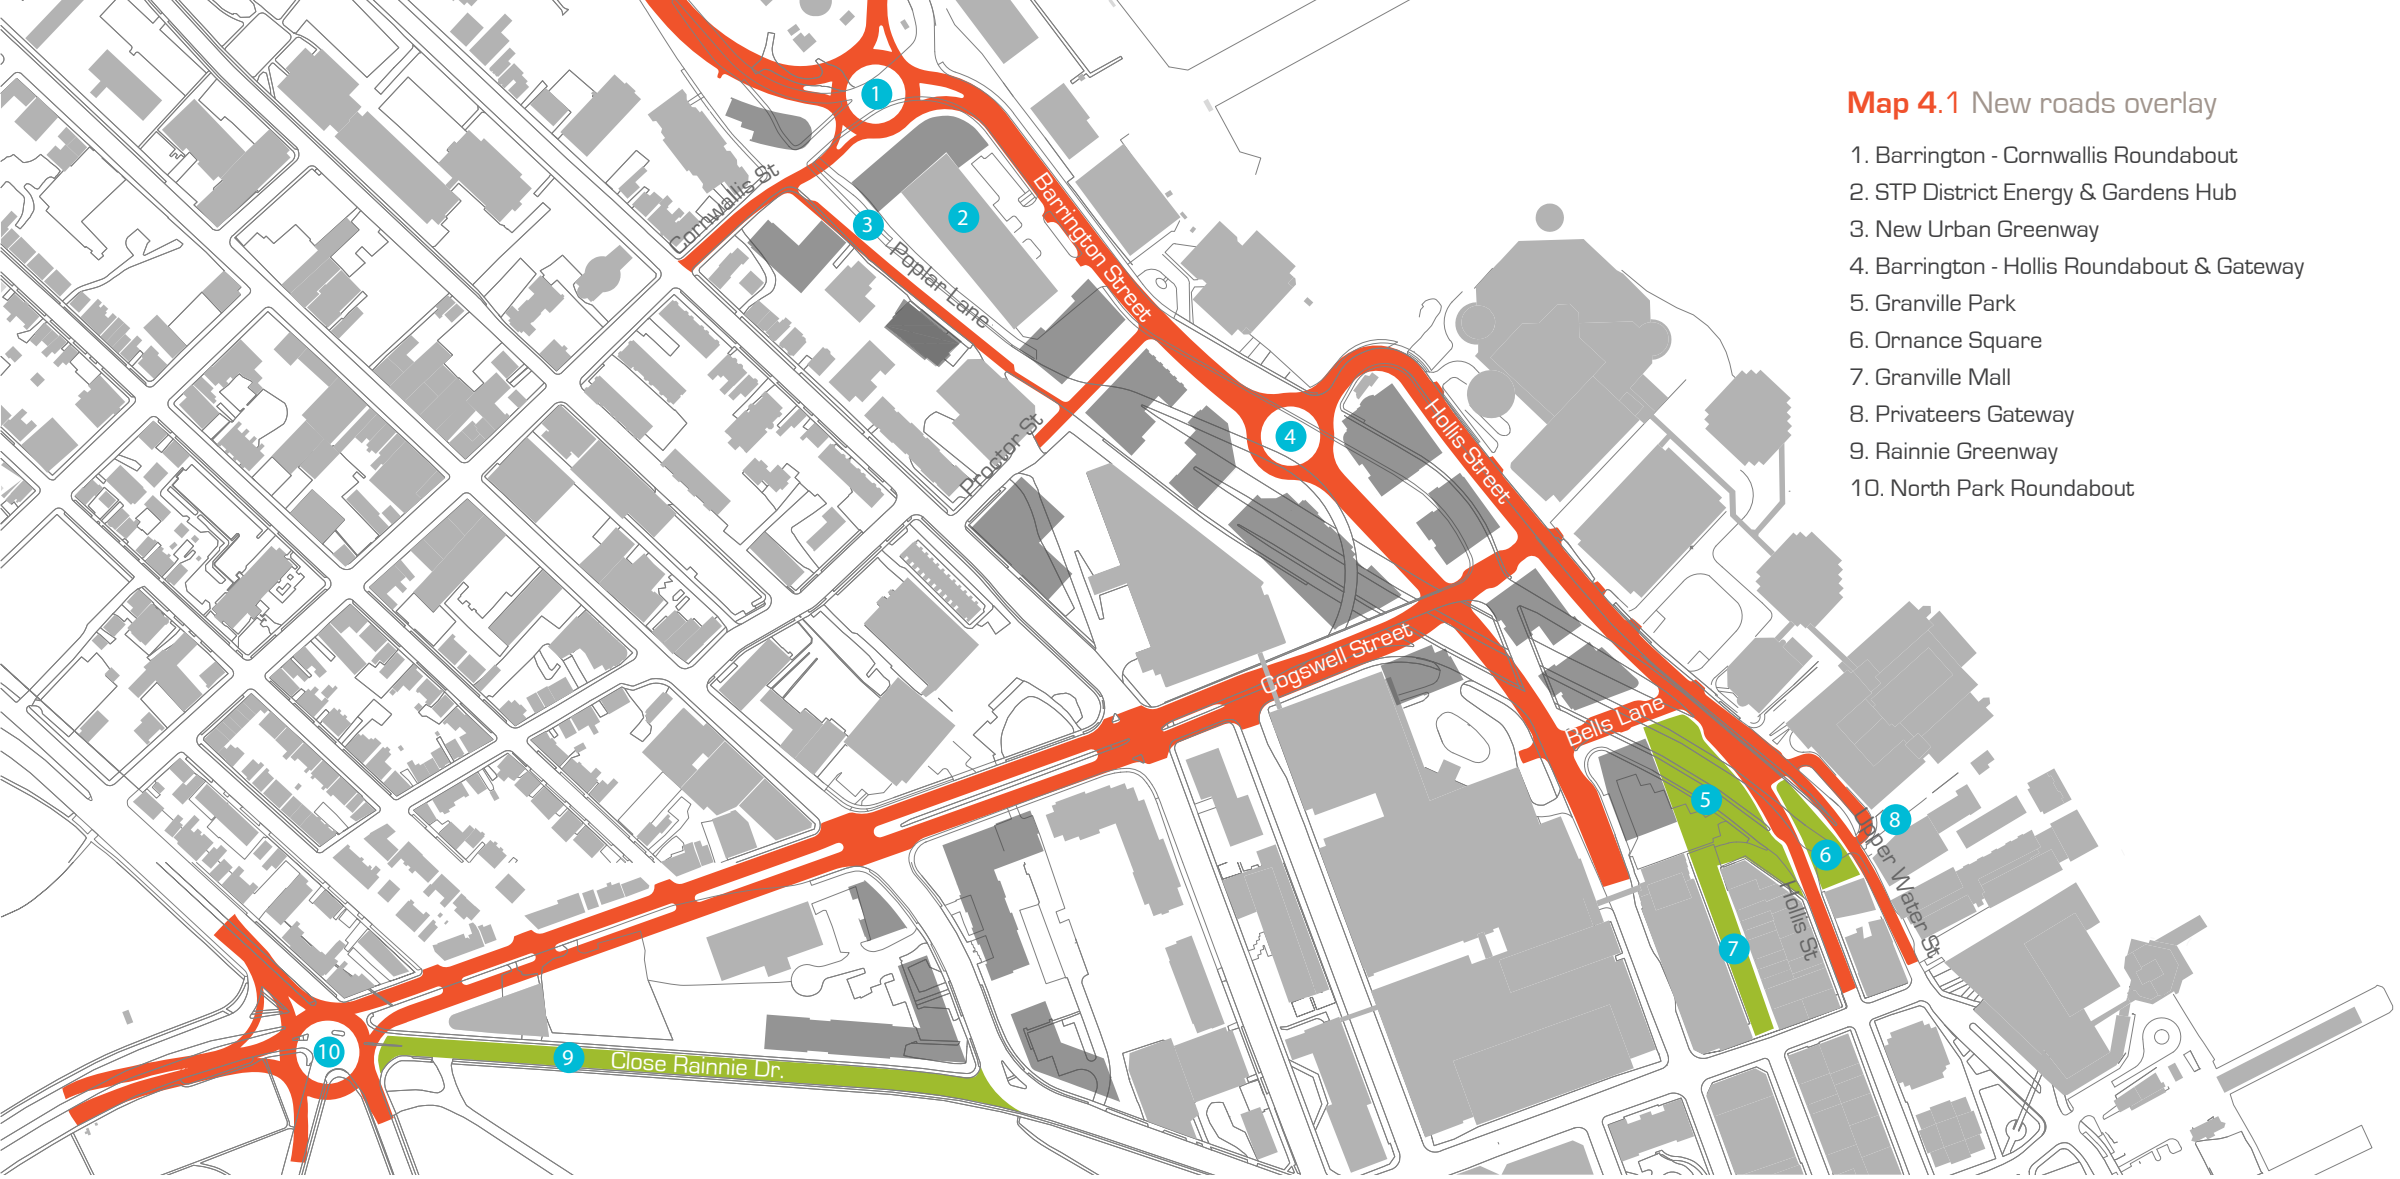 Map 4.1 New roads overlay
1. Barrington - Cornwallis Roundabout
2. STP District Energy & Gardens Hub
3. New Urban Greenway
4. Barrington - Hollis Roundabout & Gateway
5. Granville Park
6. Ornance Square
7. Granville Mall
8. Privateers Gateway
9. Rainnie Greenway
10. North Park Roundabout
1
Cornwallis St
2
3
Barrington Street
Poplar Lane
Proctor St
4
Hollis Street
Cogswell Street
Bells Lane
5
8
6
Upper Water St
Hollis St
7
10
9
Close Rainnie Dr.